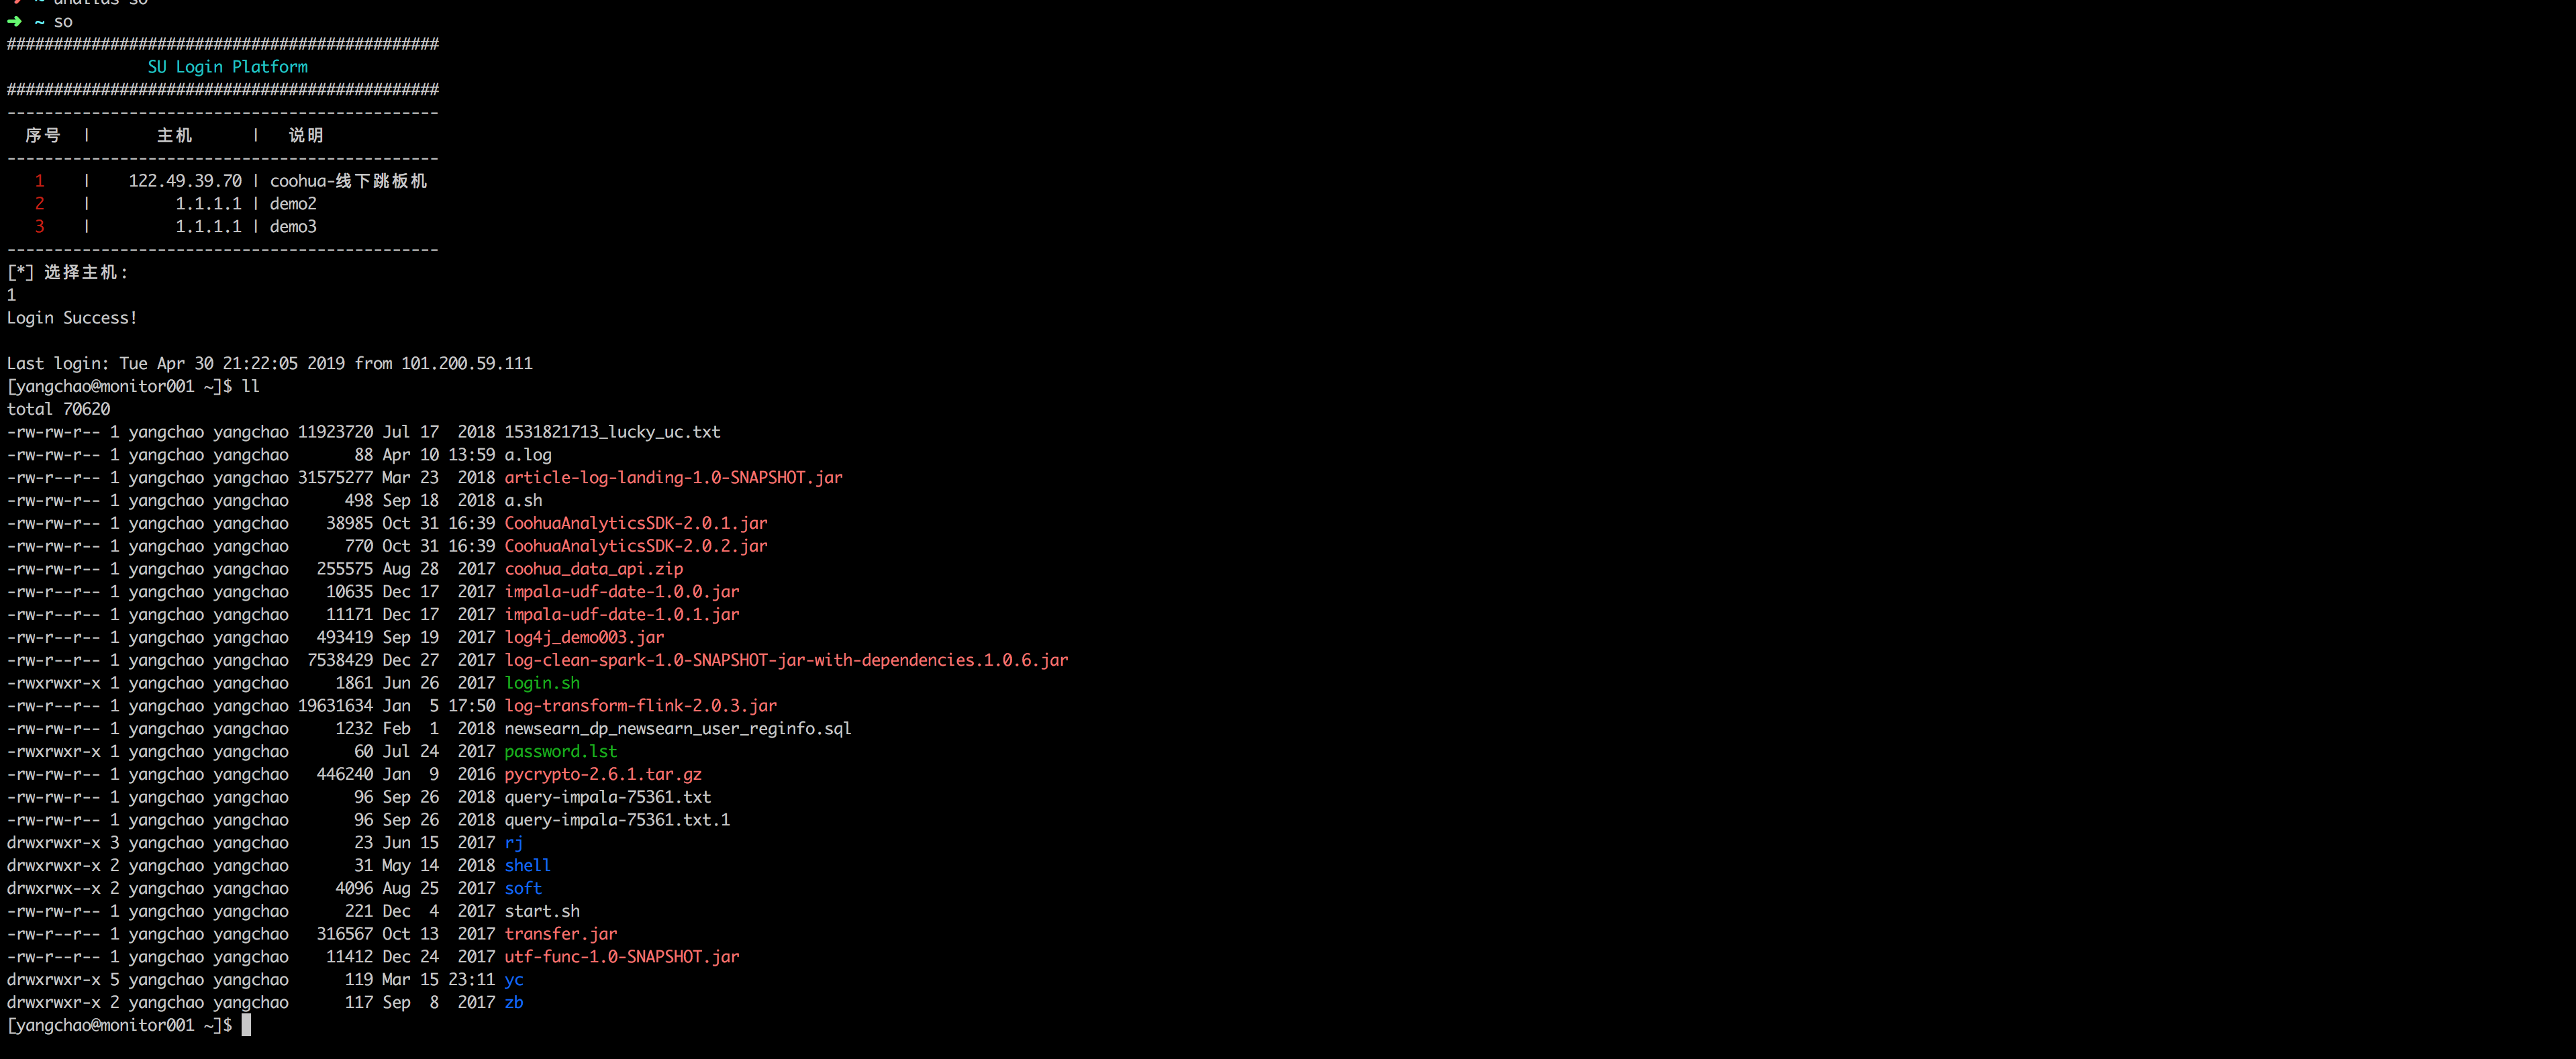 ➜ ~ so
##############################################
SU Login Platform
##############################################
----------------------------------------------
序号 | 主机 | 说明
----------------------------------------------
1 | 122.49.39.70 | coohua-线下跳板机
2 | 1.1.1.1 | demo2
3 | 1.1.1.1 | demo3
----------------------------------------------
[*] 选择主机:
1
Login Success!
Last login: Tue Apr 30 21:22:05 2019 from 101.200.59.111
[yangchao@monitor001 ~]$ ll
total 70620
-rw-rw-r-- 1 yangchao yangchao 11923720 Jul 17 2018 1531821713_lucky_uc.txt
-rw-rw-r-- 1 yangchao yangchao 88 Apr 10 13:59 a.log
-rw-r--r-- 1 yangchao yangchao 31575277 Mar 23 2018 article-log-landing-1.0-SNAPSHOT.jar
-rw-rw-r-- 1 yangchao yangchao 498 Sep 18 2018 a.sh
-rw-rw-r-- 1 yangchao yangchao 38985 Oct 31 16:39 CoohuaAnalyticsSDK-2.0.1.jar
-rw-rw-r-- 1 yangchao yangchao 770 Oct 31 16:39 CoohuaAnalyticsSDK-2.0.2.jar
-rw-rw-r-- 1 yangchao yangchao 255575 Aug 28 2017 coohua_data_api.zip
-rw-r--r-- 1 yangchao yangchao 10635 Dec 17 2017 impala-udf-date-1.0.0.jar
-rw-r--r-- 1 yangchao yangchao 11171 Dec 17 2017 impala-udf-date-1.0.1.jar
-rw-r--r-- 1 yangchao yangchao 493419 Sep 19 2017 log4j_demo003.jar
-rw-r--r-- 1 yangchao yangchao 7538429 Dec 27 2017 log-clean-spark-1.0-SNAPSHOT-jar-with-dependencies.1.0.6.jar
-rwxrwxr-x 1 yangchao yangchao 1861 Jun 26 2017 login.sh
-rw-r--r-- 1 yangchao yangchao 19631634 Jan 5 17:50 log-transform-flink-2.0.3.jar
-rw-rw-r-- 1 yangchao yangchao 1232 Feb 1 2018 newsearn_dp_newsearn_user_reginfo.sql
-rwxrwxr-x 1 yangchao yangchao 60 Jul 24 2017 password.lst
-rw-rw-r-- 1 yangchao yangchao 446240 Jan 9 2016 pycrypto-2.6.1.tar.gz
-rw-rw-r-- 1 yangchao yangchao 96 Sep 26 2018 query-impala-75361.txt
-rw-rw-r-- 1 yangchao yangchao 96 Sep 26 2018 query-impala-75361.txt.1
drwxrwxr-x 3 yangchao yangchao 23 Jun 15 2017 rj
drwxrwxr-x 2 yangchao yangchao 31 May 14 2018 shell
drwxrwx--x 2 yangchao yangchao 4096 Aug 25 2017 soft
-rw-rw-r-- 1 yangchao yangchao 221 Dec 4 2017 start.sh
-rw-r--r-- 1 yangchao yangchao 316567 Oct 13 2017 transfer.jar
-rw-r--r-- 1 yangchao yangchao 11412 Dec 24 2017 utf-func-1.0-SNAPSHOT.jar
drwxrwxr-x 5 yangchao yangchao 119 Mar 15 23:11 yc
drwxrwxr-x 2 yangchao yangchao 117 Sep 8 2017 zb
[yangchao@monitor001 ~]$